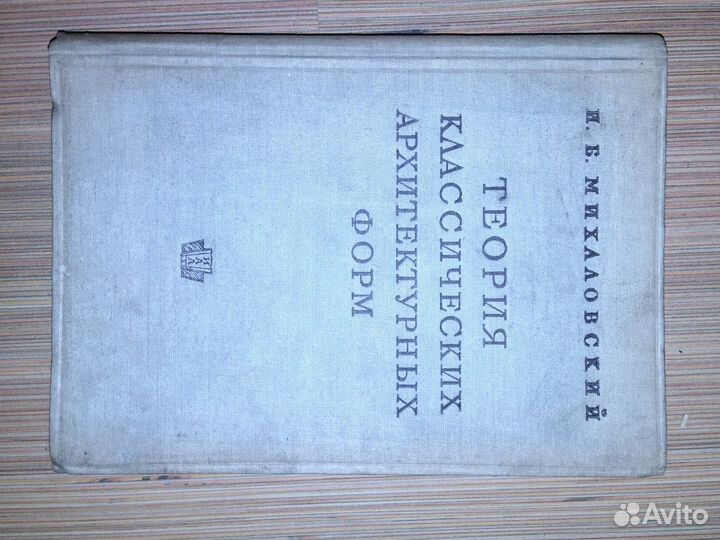 И. Б. МИХАЛОВСКИЙ
ТЕОРИЯ
КЛАССИЧЕСКИХ
АРХИТЕКТУРНЫХ
ФОРМ
Avito